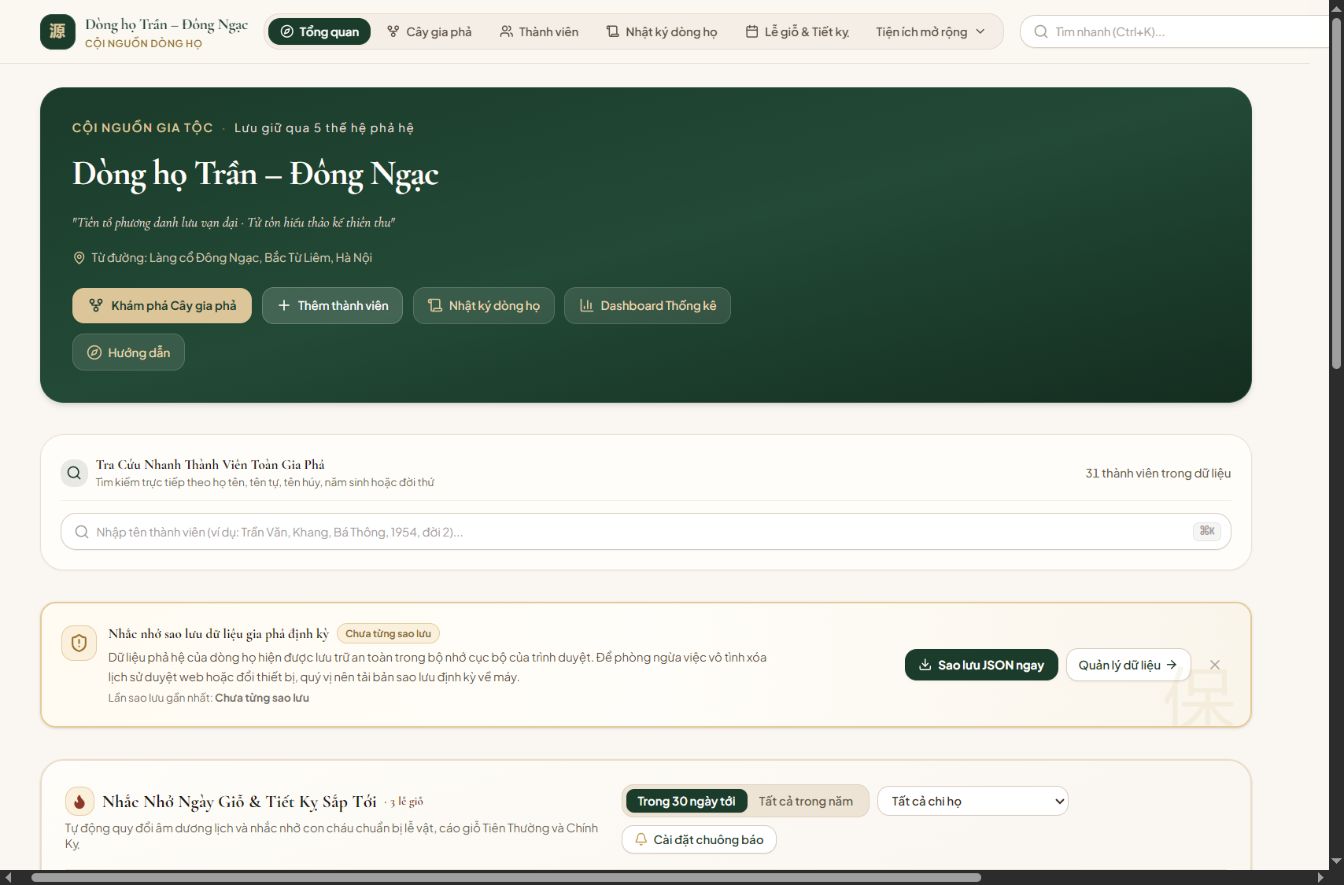 源
Dòng họ Trần – Đông Ngạc
CỘI NGUỒN DÒNG HỌ
Tổng quan
Cây gia phả
Thành viên
Nhật ký dòng họ
Lễ giỗ & Tiết kỵ
Tiện ích mở rộng
Tìm nhanh (Ctrl+K)...
CỘI NGUỒN GIA TỘC · Lưu giữ qua 5 thế hệ phả hệ
Dòng họ Trần – Đông Ngạc
"Tiên tổ phương danh lưu vạn đại · Tử tôn hiếu thảo kế thiên thu"
Từ đường: Làng cổ Đông Ngạc, Bắc Từ Liêm, Hà Nội
Khám phá Cây gia phả
Thêm thành viên
Nhật ký dòng họ
Dashboard Thống kê
Hướng dẫn
Tra Cứu Nhanh Thành Viên Toàn Gia Phả
Tìm kiếm trực tiếp theo họ tên, tên tự, tên húy, năm sinh hoặc đời thứ
31 thành viên trong dữ liệu
Nhập tên thành viên (ví dụ: Trần Văn, Khang, Bá Thông, 1954, đời 2)...
⌘K
Nhắc nhở sao lưu dữ liệu gia phả định kỳ
Chưa từng sao lưu
Dữ liệu phả hệ của dòng họ hiện được lưu trữ an toàn trong bộ nhớ cục bộ của trình duyệt. Để phòng ngừa việc vô tình xóa
lịch sử duyệt web hoặc đổi thiết bị, quý vị nên tải bản sao lưu định kỳ về máy.
Lần sao lưu gần nhất: Chưa từng sao lưu
Sao lưu JSON ngay
Quản lý dữ liệu →
保
Nhắc Nhở Ngày Giỗ & Tiết Kỵ Sắp Tới · 3 lễ giỗ
Tự động quy đổi âm dương lịch và nhắc nhở con cháu chuẩn bị lễ vật, cáo giỗ Tiên Thường và Chính
Kỵ.
Trong 30 ngày tới
Tất cả trong năm
Tất cả chi họ
Cài đặt chuông báo